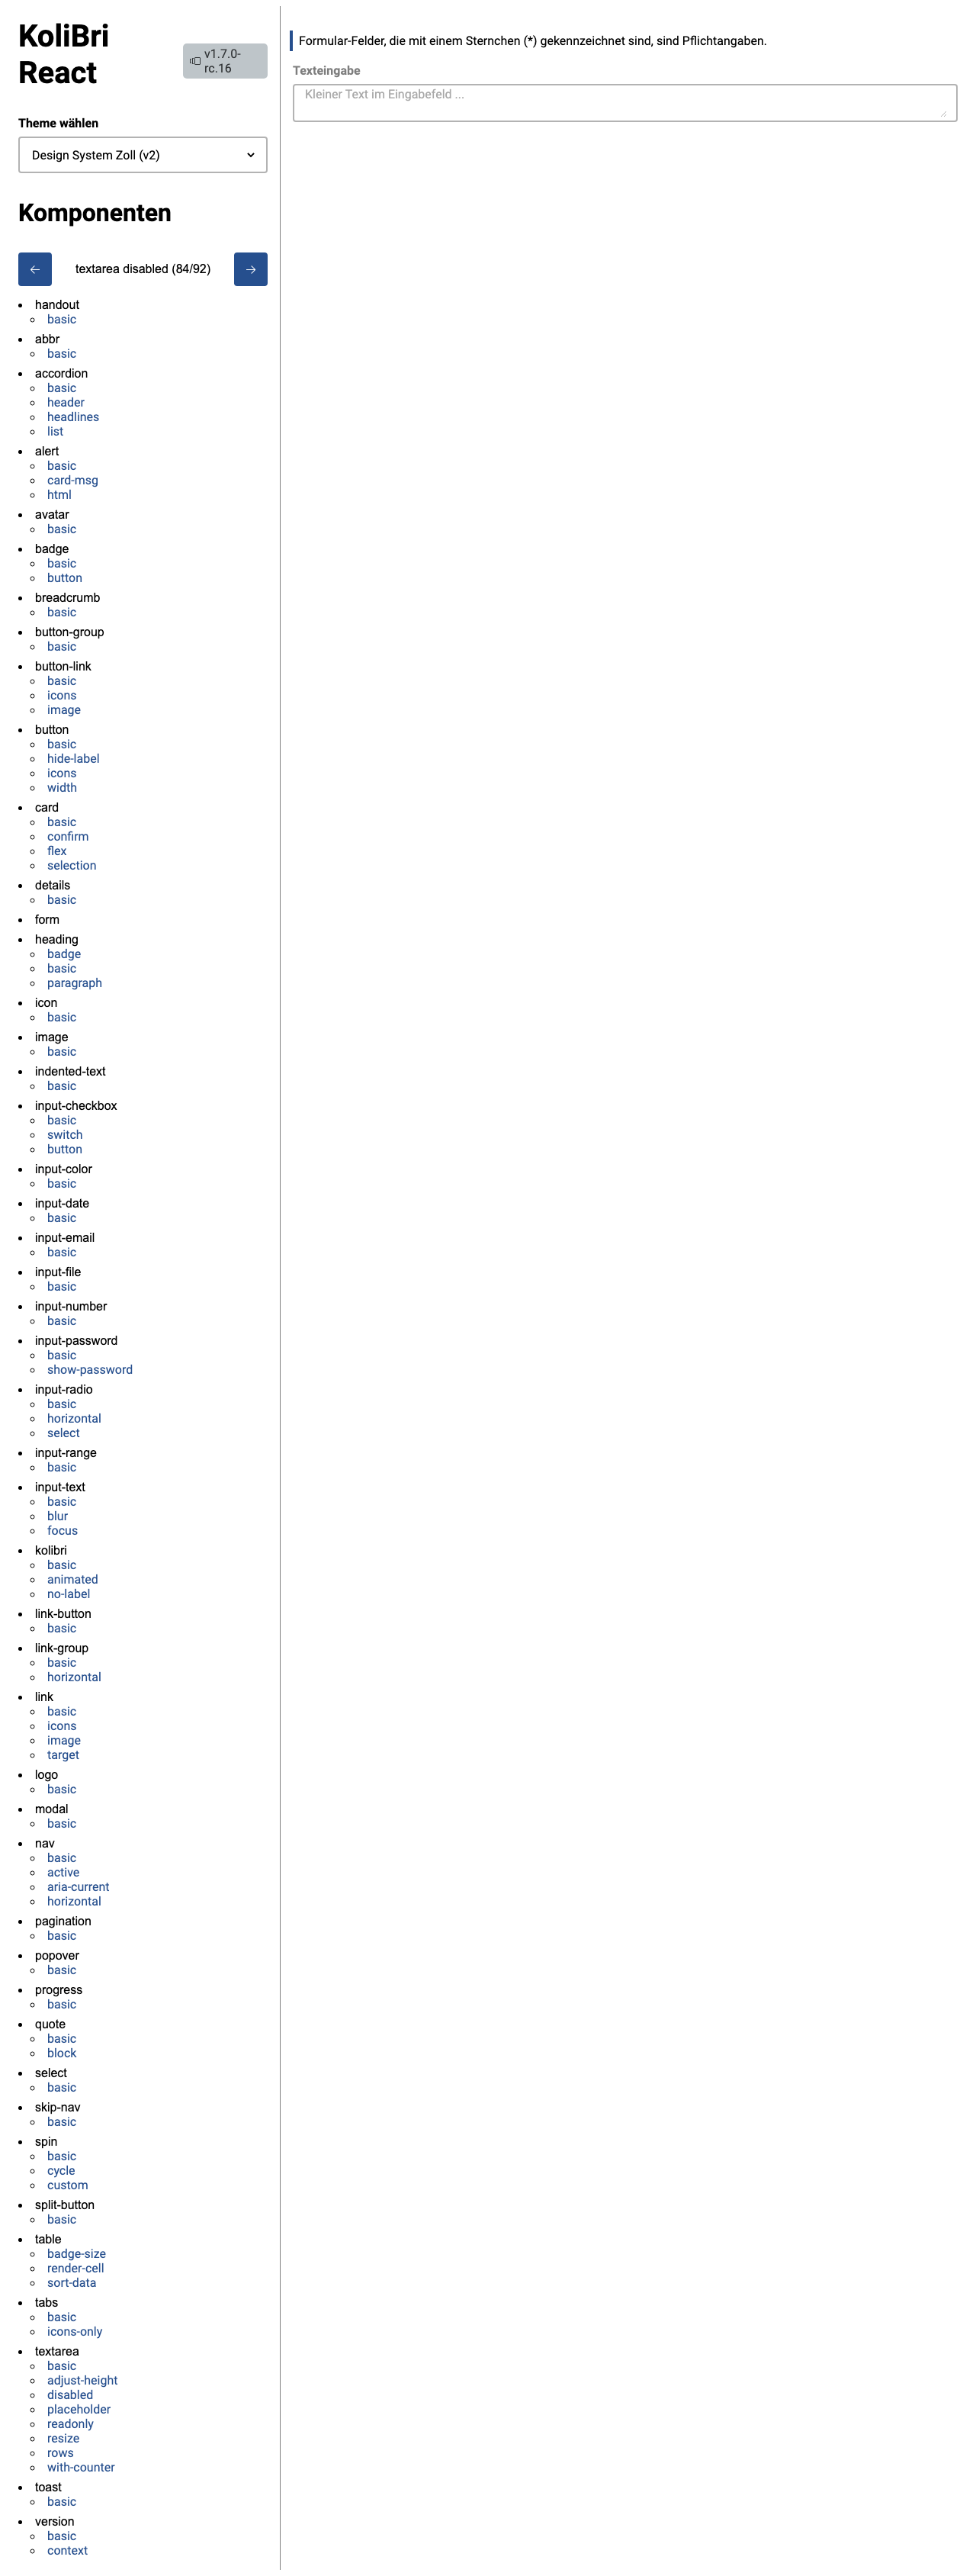 KoliBri
React
v1.7.0-
rc.16
Theme wählen
Design System Zoll (v2)
Komponenten
textarea disabled (84/92)
handout
basic
abbr
basic
accordion
basic
header
headlines
list
alert
basic
card-msg
html
avatar
basic
badge
basic
button
breadcrumb
basic
button-group
basic
button-link
basic
icons
image
button
basic
hide-label
icons
width
card
basic
confirm
flex
selection
details
basic
form
heading
badge
basic
paragraph
icon
basic
image
basic
indented-text
basic
input-checkbox
basic
switch
button
input-color
basic
input-date
basic
input-email
basic
input-file
basic
input-number
basic
input-password
basic
show-password
input-radio
basic
horizontal
select
input-range
basic
input-text
basic
blur
focus
kolibri
basic
animated
no-label
link-button
basic
link-group
basic
horizontal
link
basic
icons
image
target
logo
basic
modal
basic
nav
basic
active
aria-current
horizontal
pagination
basic
popover
basic
progress
basic
quote
basic
block
select
basic
skip-nav
basic
spin
basic
cycle
custom
split-button
basic
table
badge-size
render-cell
sort-data
tabs
basic
icons-only
textarea
basic
adjust-height
disabled
placeholder
readonly
resize
rows
with-counter
toast
basic
version
basic
context
Formular-Felder, die mit einem Sternchen (*) gekennzeichnet sind, sind Pflichtangaben.
Texteingabe
Kleiner Text im Eingabefeld ...